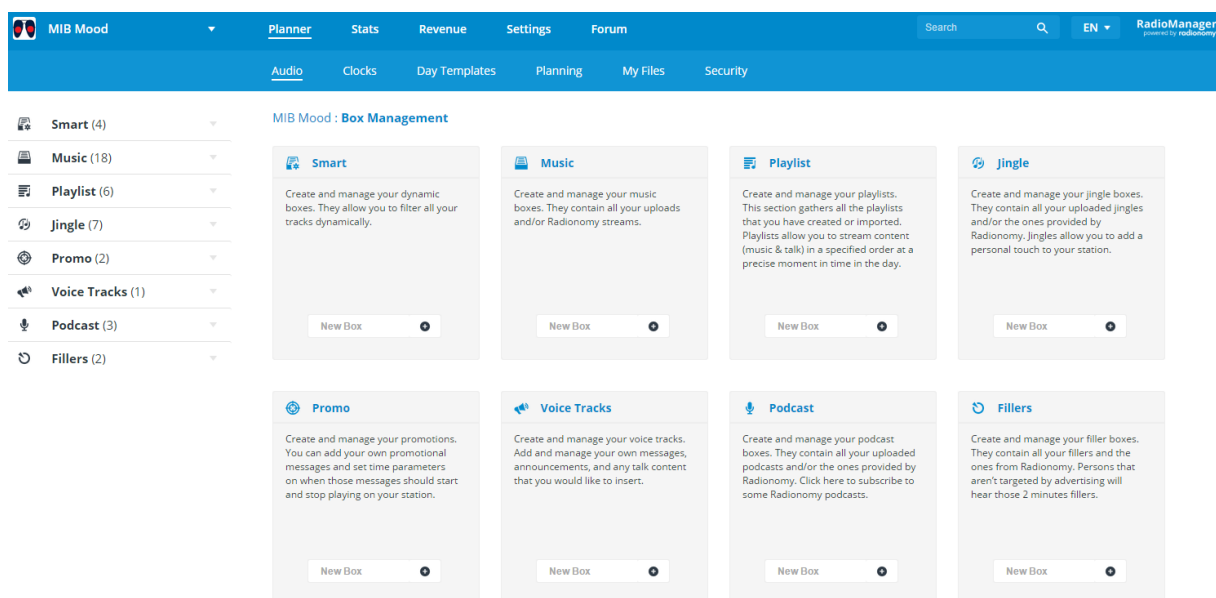 MIB Mood
Planner Stats Revenue Settings Forum
Search
EN
RadioManager
powered by radionomy
Audio Clocks Day Templates Planning My Files Security
Smart (4)
Music (18)
Playlist (6)
Jingle (7)
Promo (2)
Voice Tracks (1)
Podcast (3)
Fillers (2)
MIB Mood : Box Management
Smart
Create and manage your dynamic
boxes. They allow you to filter all your
tracks dynamically.
New Box
Music
Create and manage your music
boxes. They contain all your uploads
and/or Radionomy streams.
New Box
Playlist
Create and manage your playlists.
This section gathers all the playlists
that you have created or imported.
Playlists allow you to stream content
(music & talk) in a specified order at a
precise moment in time in the day.
New Box
Jingle
Create and manage your jingle boxes.
They contain all your uploaded jingles
and/or the ones provided by
Radionomy. Jingles allow you to add a
personal touch to your station.
New Box
Promo
Create and manage your promotions.
You can add your own promotional
messages and set time parameters
on when those messages should start
and stop playing on your station.
New Box
Voice Tracks
Create and manage your voice tracks.
Add and manage your own messages,
announcements, and any talk content
that you would like to insert.
New Box
Podcast
Create and manage your podcast
boxes. They contain all your uploaded
podcasts and/or the ones provided by
Radionomy. Click here to subscribe to
some Radionomy podcasts.
New Box
Fillers
Create and manage your filler boxes.
They contain all your fillers and the
ones from Radionomy. Persons that
aren't targeted by advertising will
hear those 2 minutes fillers.
New Box